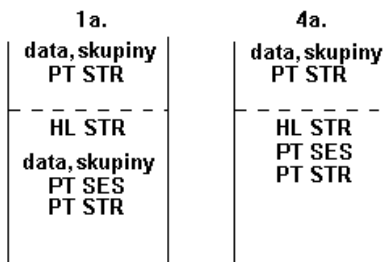 1a.
data, skupiny
PT STR
HL STR
data, skupiny
PT SES
PT STR
4a.
data, skupiny
PT STR
HL STR
PT SES
PT STR